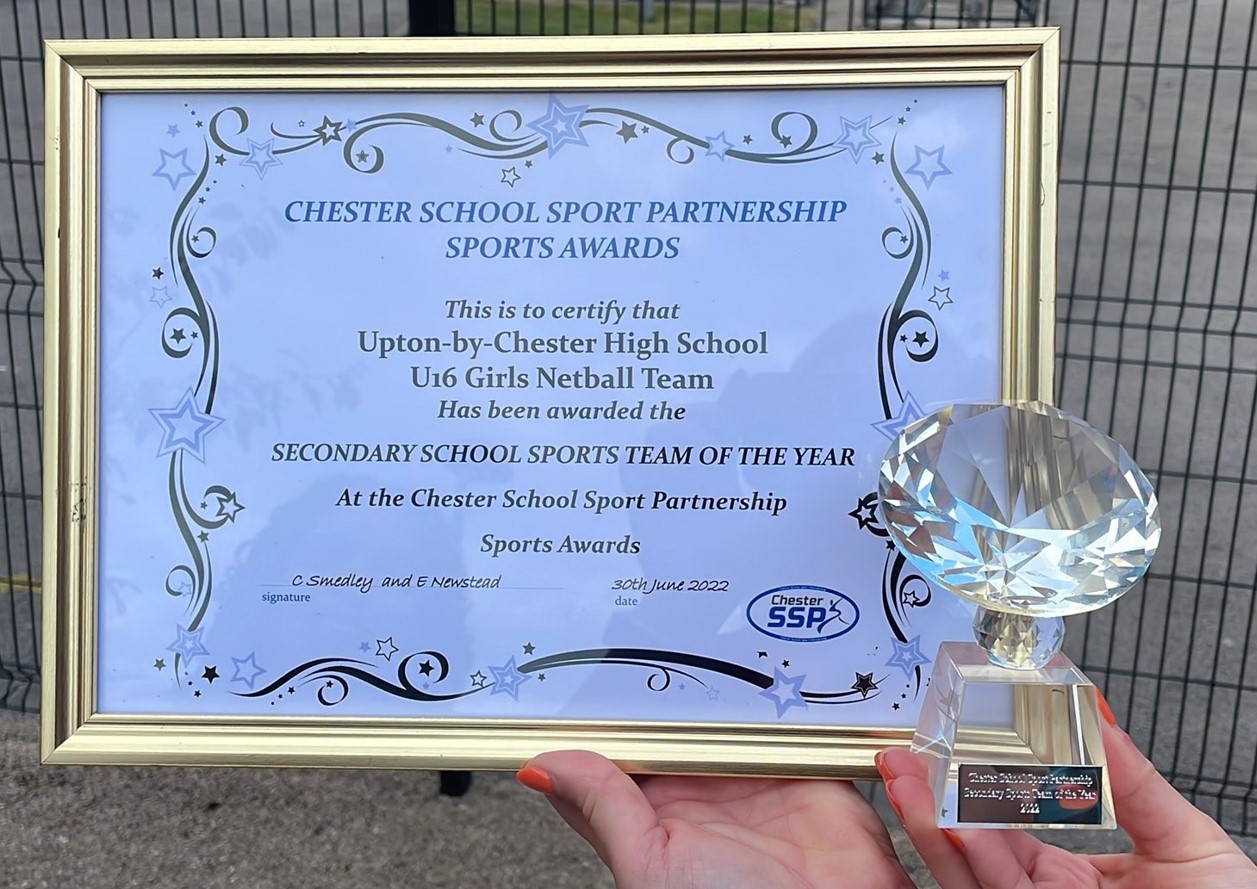 CHESTER SCHOOL SPORT PARTNERSHIP
SPORTS AWARDS
This is to certify that
Upton-by-Chester High School
U16 Girls Netball Team
Has been awarded the
SECONDARY SCHOOL SPORTS TEAM OF THE YEAR
At the Chester School Sport Partnership
Sports Awards
C Smedley and E Newstead
30th June 2022
signature
date
Chester
SSP
Chester School Sport Partnership
Secondary Sports Team of the Year
2022